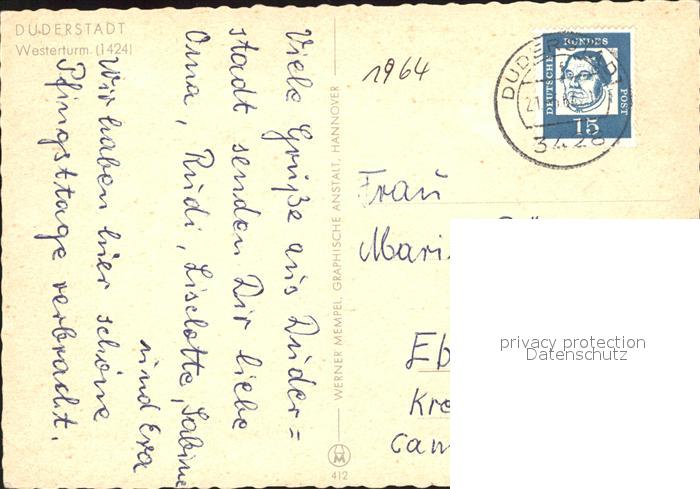 DUDERSTADT
Westerturm. (1424)
Viele Grüße aus Duder=
stadt senden Dir liebe
Oma, Rudi, Liselotte, Sabine
und Eva
Wir haben hier schöne
Pfingsttage verbracht.
WERNER MEMPEL, GRAPHISCHE ANSTALT, HANNOVER
412
1964
DEUTSCHE BUNDES POST
15
DUDERSTADT
3428
Frau
Mari
Eb
Kre
Cam
privacy protection
Datenschutz